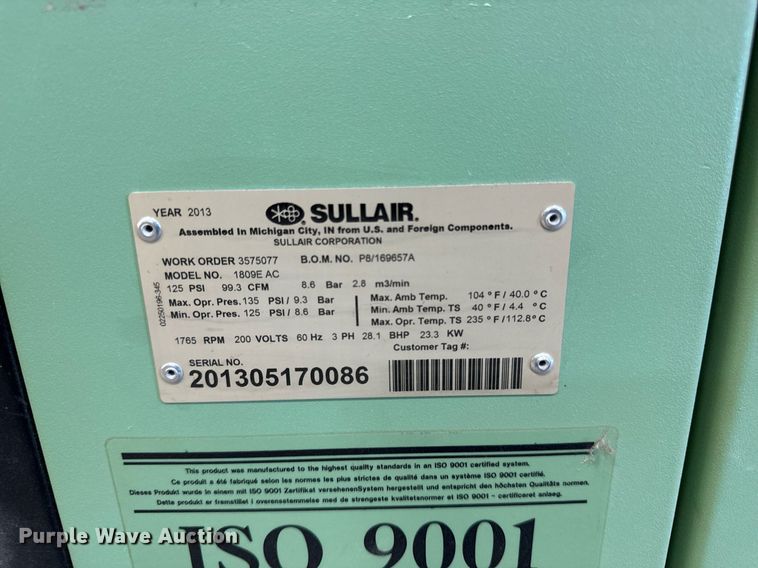 YEAR 2013
SULLAIR.
Assembled In Michigan City, IN from U.S. and Foreign Components.
SULLAIR CORPORATION
WORK ORDER 3575077 B.O.M. NO. P8/169657A
MODEL NO. 1809E AC
125 PSI 99.3 CFM 8.6 Bar 2.8 m3/min
Max. Opr. Pres. 135 PSI / 9.3 Bar
Min. Opr. Pres. 125 PSI / 8.6 Bar
Max. Amb Temp. 104 °F / 40.0 °C
Min. Amb Temp. TS 40 °F / 4.4 °C
Max. Opr. Temp. TS 235 °F / 112.8 °C
1765 RPM 200 VOLTS 60 Hz 3 PH 28.1 BHP 23.3 KW
Customer Tag #:
SERIAL NO.
201305170086
02250196-345
This product was manufactured to the highest quality standards in an ISO 9001 certified system.
Ce produit a été fabriqué selon les normes les plus strictes de qualité dans un système ISO 9001 certifié.
Dieses Produkt wurde in einem mit ISO 9001 Zertifikat versehenenSystem hergestellt und entspricht den höchsten Qualitäts normen.
Dette produkt er fremstillet i overensstemmelse med de strengeste kvalitetsnormer et ISO 9001 - certificeret anlaeg.
ISO 9001
Purple Wave Auction